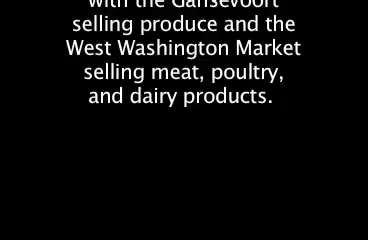 with the Gansevoort
selling produce and the
West Washington Market
selling meat, poultry,
and dairy products.